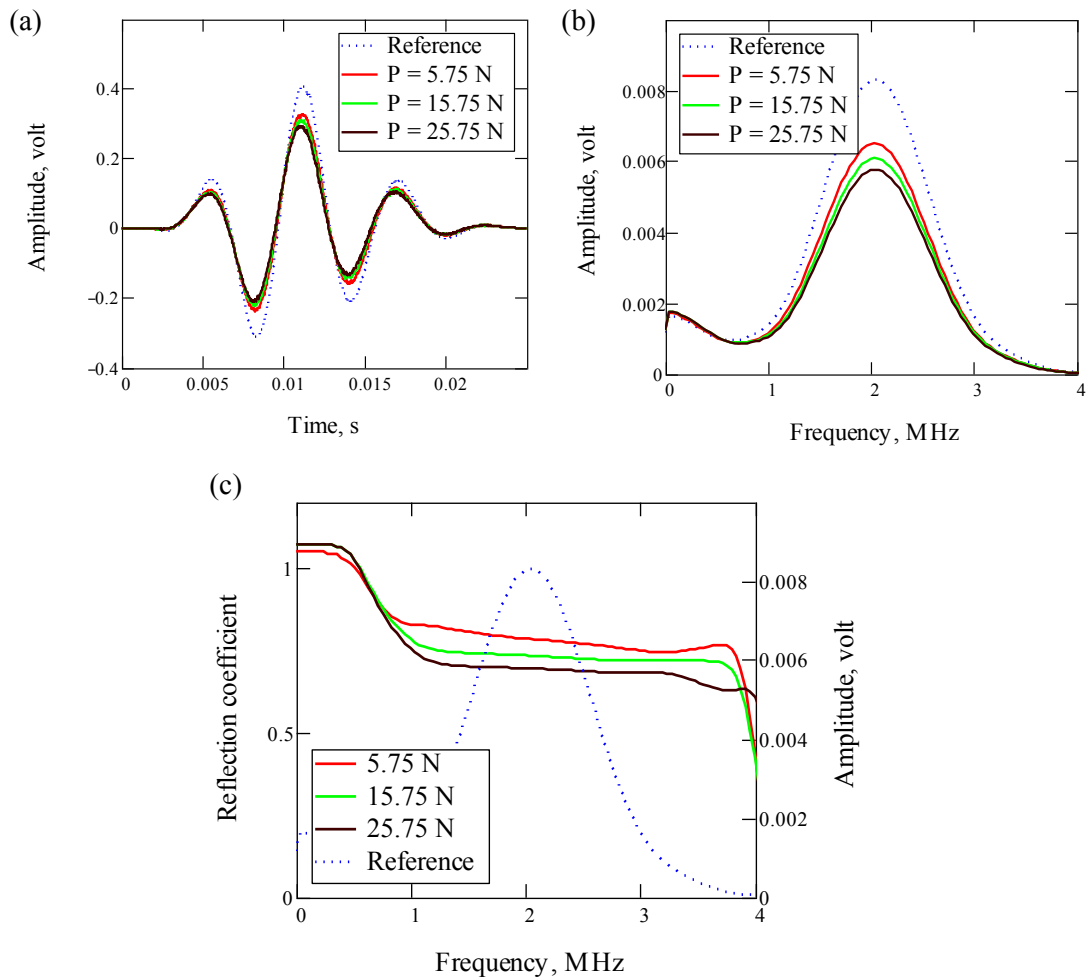 (a)
Reference
P = 5.75 N
P = 15.75 N
P = 25.75 N
0.4
0.2
0
−0.2
−0.4
0
0.005
0.01
0.015
0.02
Amplitude, volt
Time, s
(b)
Reference
P = 5.75 N
P = 15.75 N
P = 25.75 N
0.008
0.006
0.004
0.002
0
0
1
2
3
4
Amplitude, volt
Frequency, MHz
(c)
1
0.5
0
0.008
0.006
0.004
0.002
0
5.75 N
15.75 N
25.75 N
Reference
0
1
2
3
4
Reflection coefficient
Amplitude, volt
Frequency, MHz